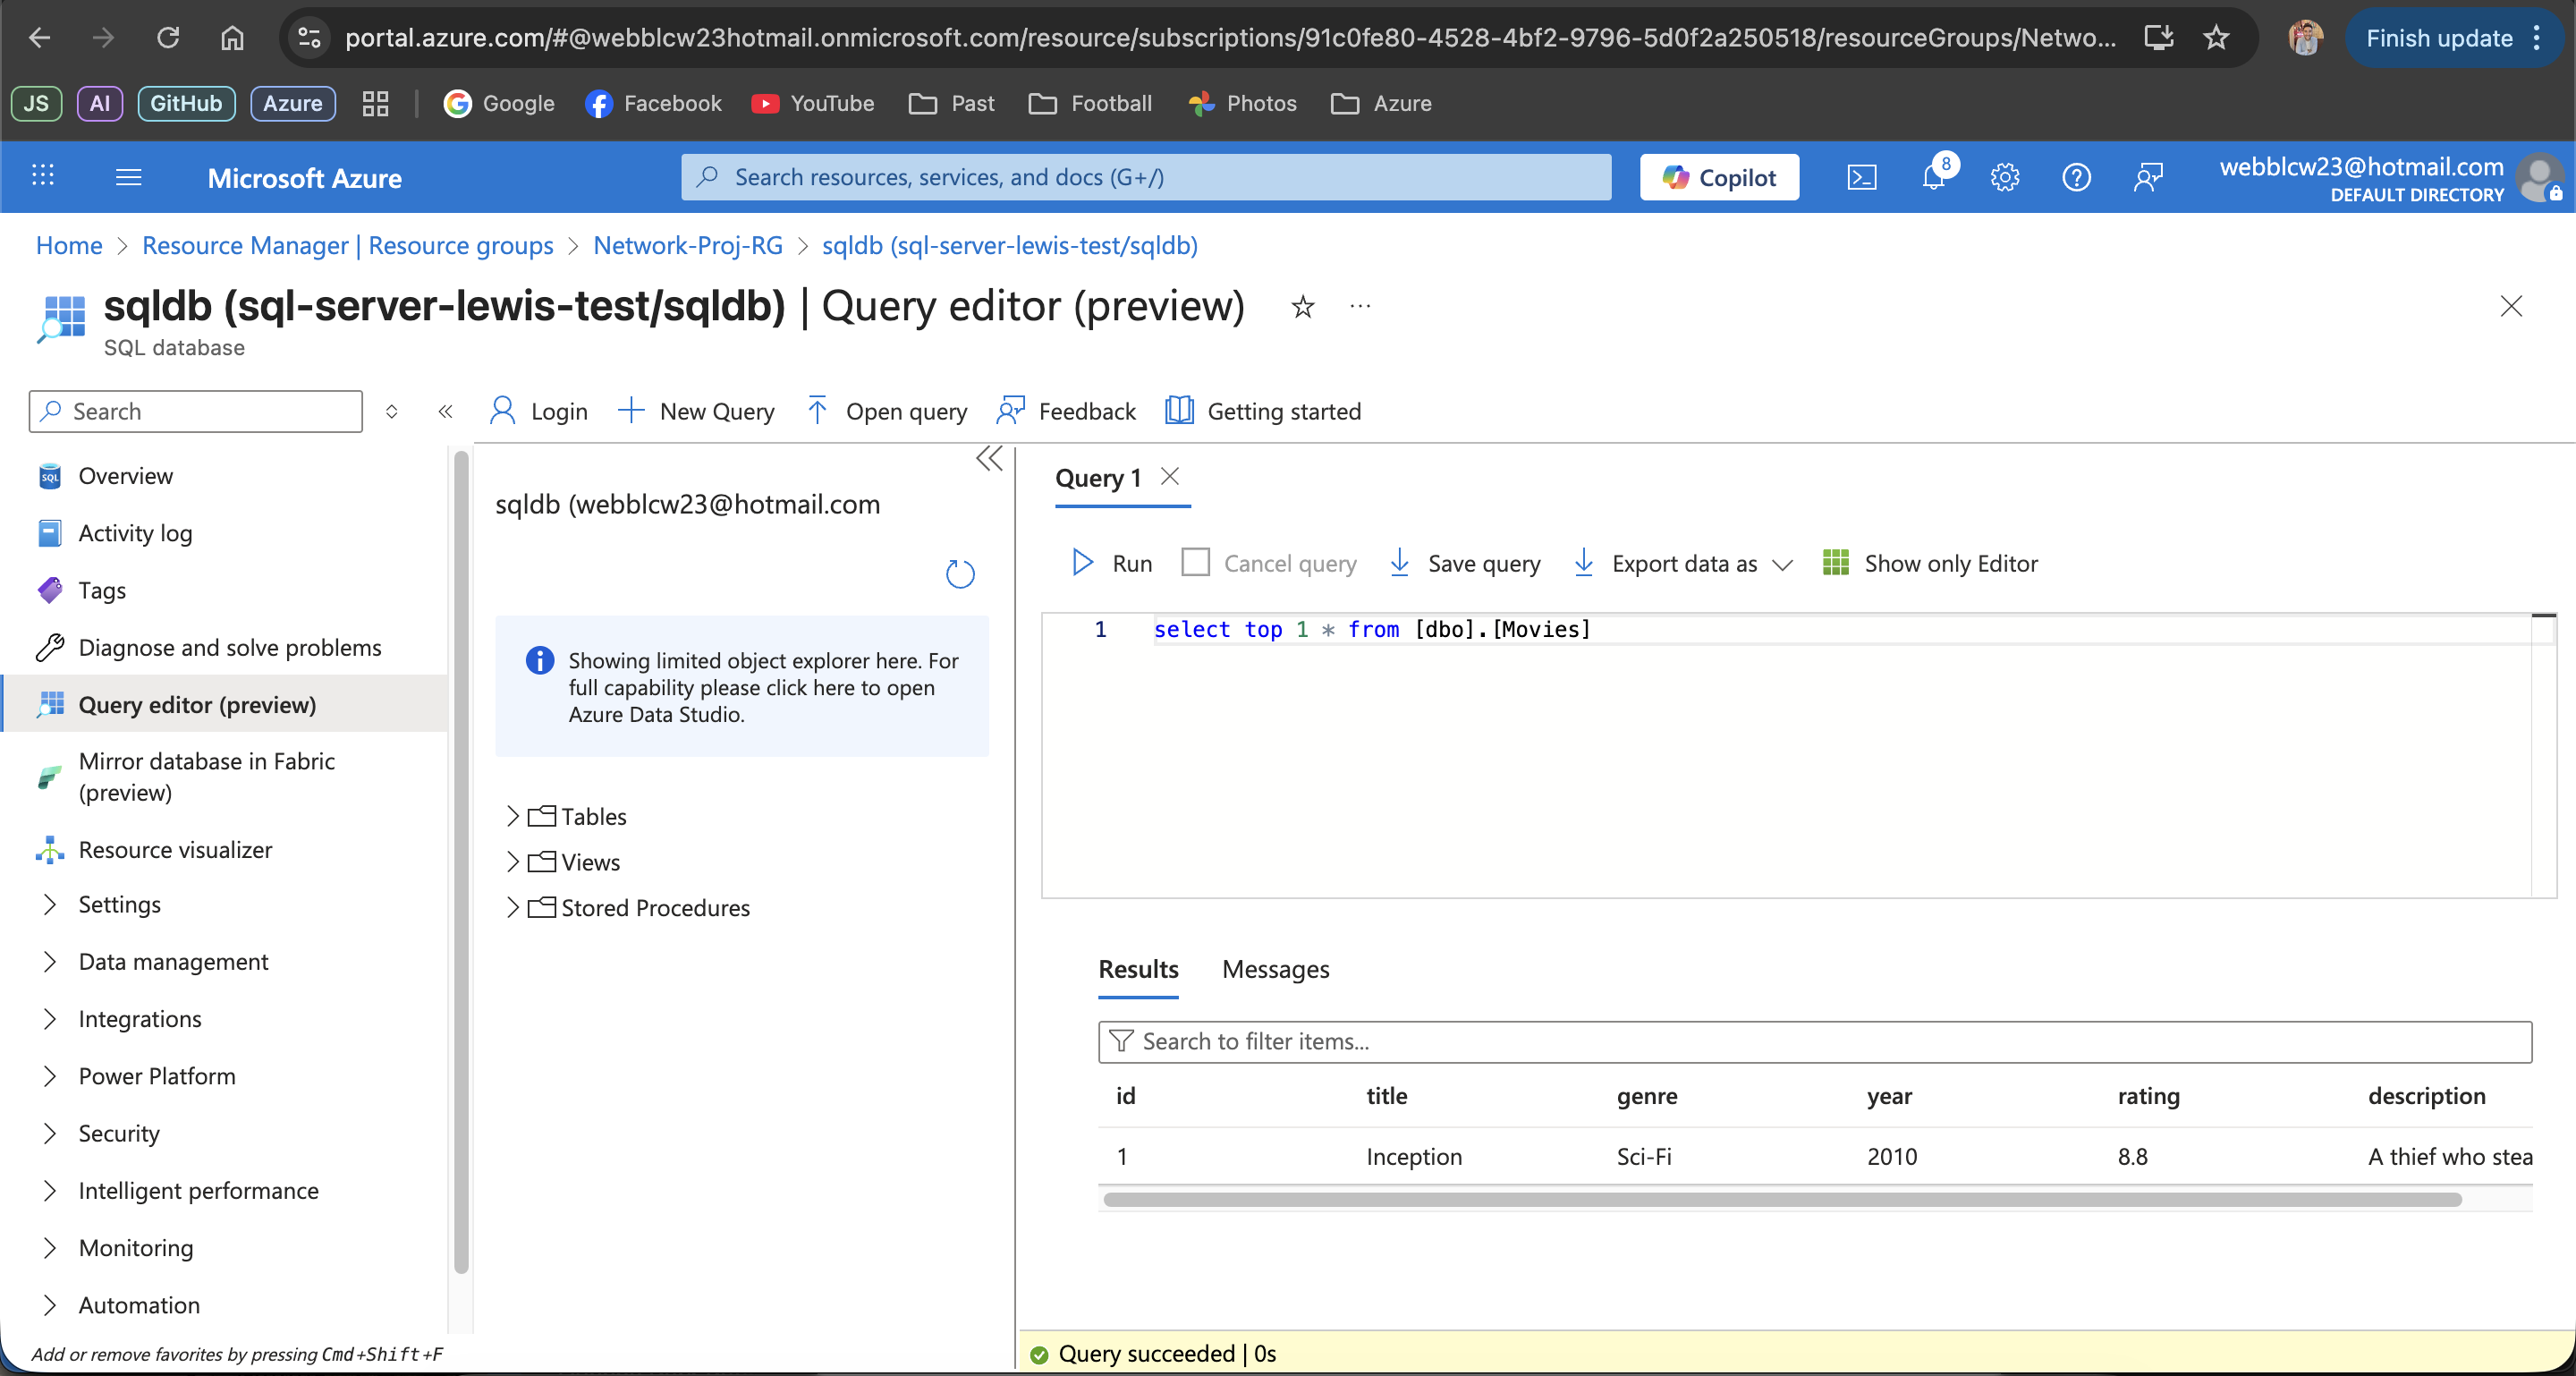 portal.azure.com/#@webblcw23hotmail.onmicrosoft.com/resource/subscriptions/91c0fe80-4528-4bf2-9796-5d0f2a250518/resourceGroups/Netwo...
Finish update
JS
AI
GitHub
Azure
Google
Facebook
YouTube
Past
Football
Photos
Azure
Microsoft Azure
Search resources, services, and docs (G+/)
Copilot
8
webblcw23@hotmail.com
DEFAULT DIRECTORY
Home > Resource Manager | Resource groups > Network-Proj-RG > sqldb (sql-server-lewis-test/sqldb)
sqldb (sql-server-lewis-test/sqldb) | Query editor (preview)
SQL database
Search
Login
New Query
Open query
Feedback
Getting started
SQL
Overview
Activity log
Tags
Diagnose and solve problems
Query editor (preview)
Mirror database in Fabric
(preview)
Resource visualizer
Settings
Data management
Integrations
Power Platform
Security
Intelligent performance
Monitoring
Automation
Add or remove favorites by pressing Cmd+Shift+F
sqldb (webblcw23@hotmail.com
Showing limited object explorer here. For
full capability please click here to open
Azure Data Studio.
Tables
Views
Stored Procedures
Query 1
Run
Cancel query
Save query
Export data as
Show only Editor
1 select top 1 * from [dbo].[Movies]
Results
Messages
Search to filter items...
id title genre year rating description
1 Inception Sci-Fi 2010 8.8 A thief who stea
Query succeeded | 0s